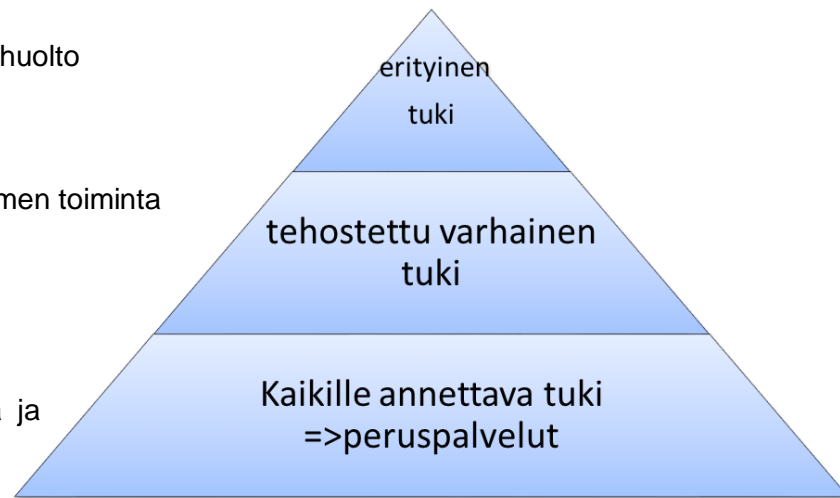 huolto
erityinen
tuki
men toiminta
tehostettu varhainen
tuki
Kaikille annettava tuki
ja
=>peruspalvelut